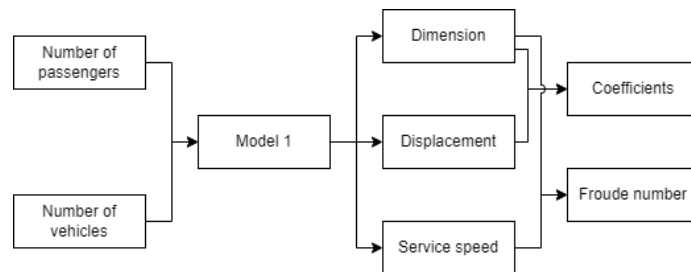 Number of
passengers
Number of
vehicles
Model 1
Dimension
Displacement
Service speed
Coefficients
Froude number